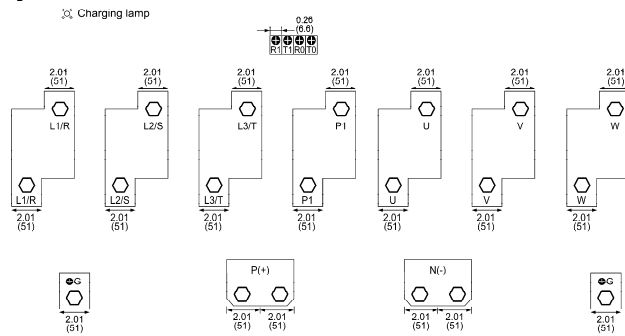 Charging lamp
0.26
(6.6)
R1 T1 R0 T0
2.01 2.01 2.01 2.01 2.01 2.01 2.01
(51) (51) (51) (51) (51) (51) (51)
L1/R L2/S L3/T P1 U V W
L1/R L2/S L3/T P1 U V W
2.01 2.01 2.01 2.01 2.01 2.01 2.01
(51) (51) (51) (51) (51) (51) (51)
P(+) N(-)
G G
2.01 2.01 2.01 2.01
(51) (51) (51) (51)
2.01 2.01
(51) (51)